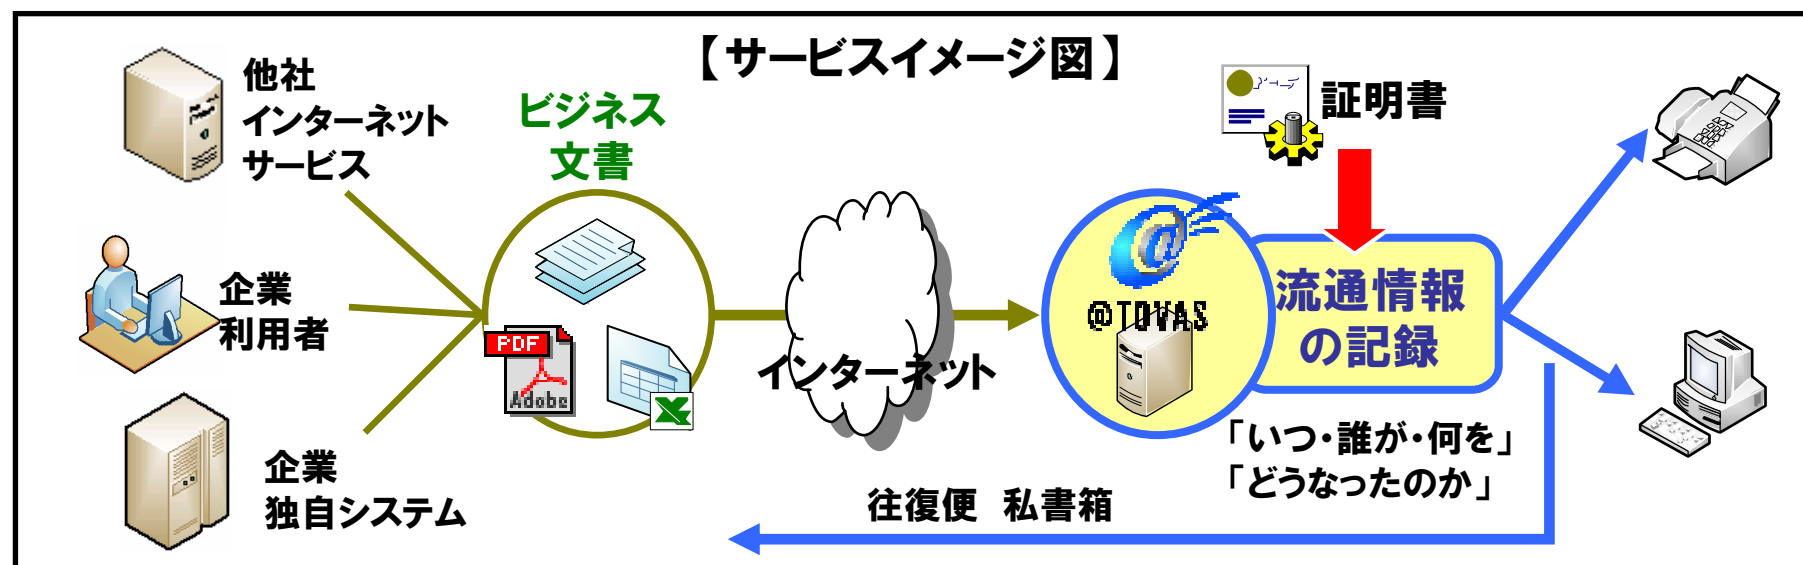 【サービスイメージ図】
他社
インターネット
サービス
ビジネス
文書
証明書
企業
利用者
PDF
Adobe
インターネット
@TOVAS
流通情報
の記録
企業
独自システム
「いつ・誰が・何を」
「どうなったのか」
往復便 私書箱